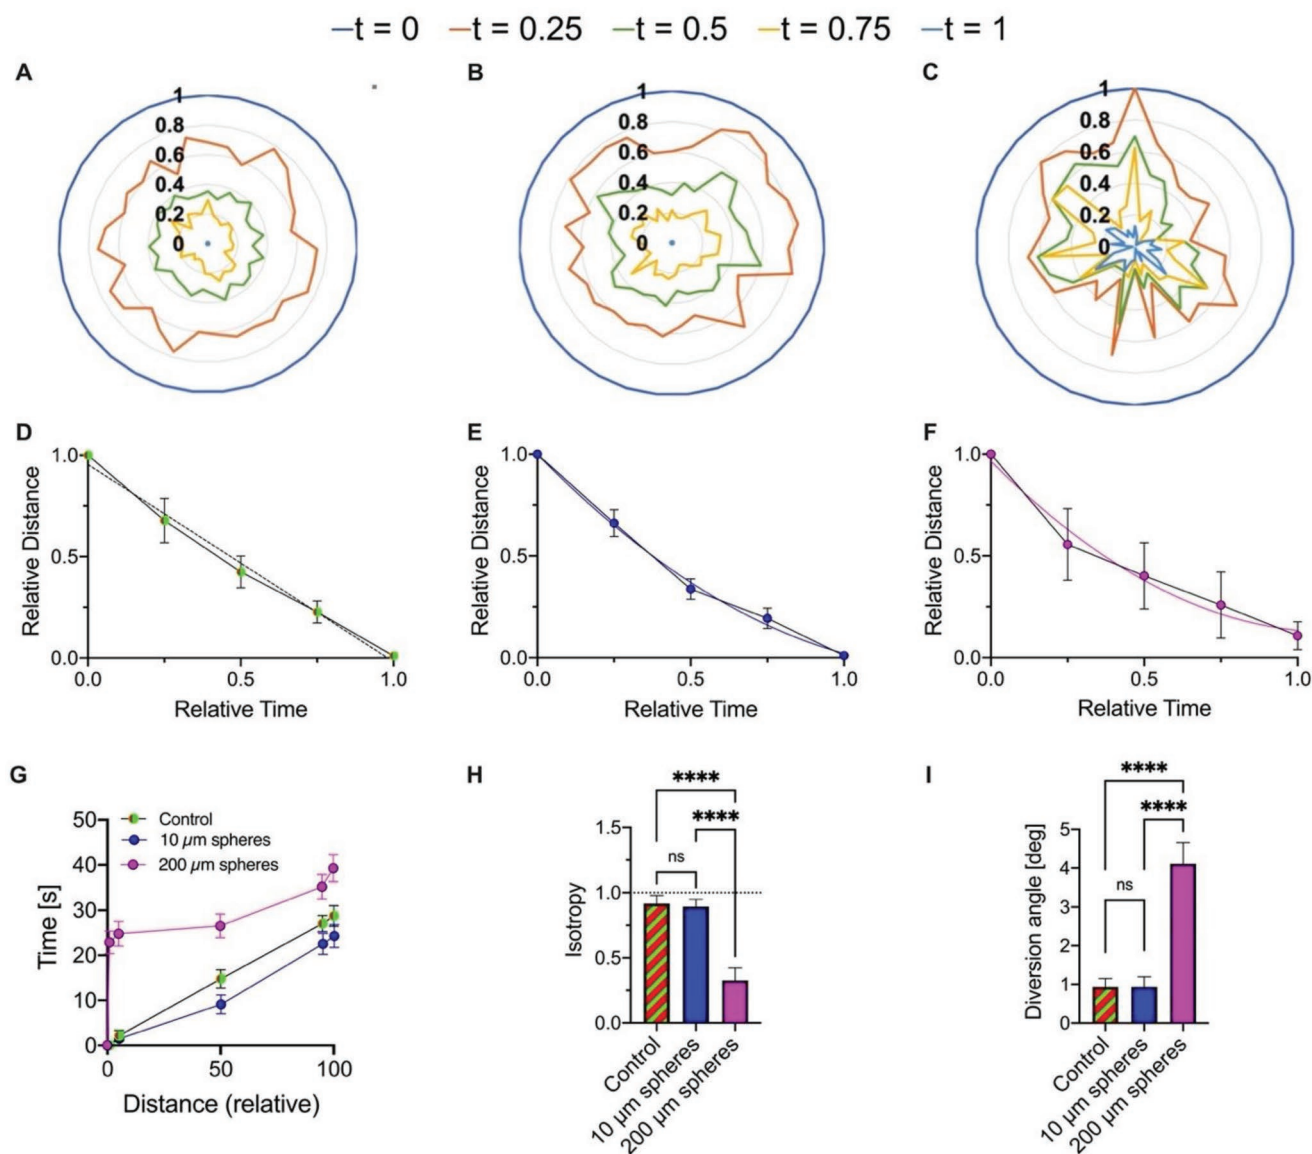 t = 0 t = 0.25 t = 0.5 t = 0.75 t = 1
A
1
0.8
0.6
0.4
0.2
0
B
1
0.8
0.6
0.4
0.2
0
C
1
0.8
0.6
0.4
0.2
0
D
Relative Distance
1.0
0.5
0.0
0.0 0.5 1.0
Relative Time
E
Relative Distance
1.0
0.5
0.0
0.0 0.5 1.0
Relative Time
F
Relative Distance
1.0
0.5
0.0
0.0 0.5 1.0
Relative Time
G
Time [s]
50
40
30
20
10
0
Control
10 µm spheres
200 µm spheres
0 50 100
Distance (relative)
H
Isotropy
1.5
1.0
0.5
0.0
****
****
ns
Control
10 µm spheres
200 µm spheres
I
Diversion angle [deg]
5
4
3
2
1
0
****
****
ns
Control
10 µm spheres
200 µm spheres